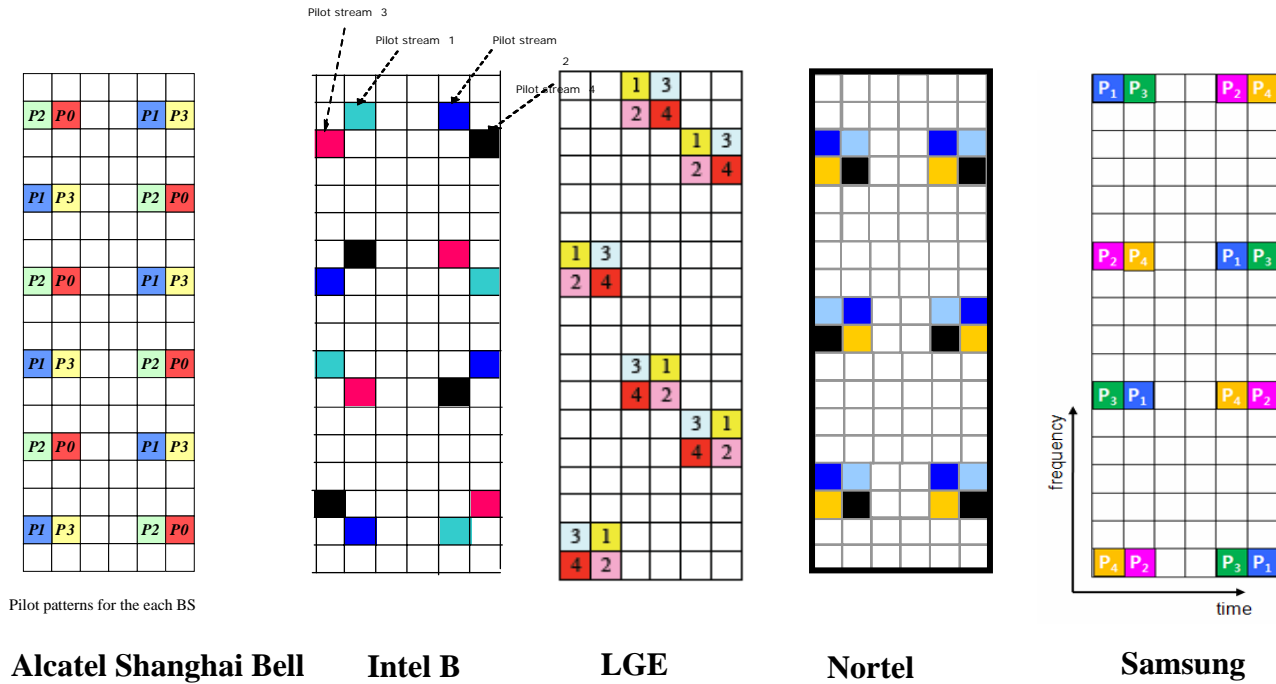 Pilot stream 3
Pilot stream 1
Pilot stream
2
Pilot stream 4
P2 P0 P1 P3
P1 P3 P2 P0
P2 P0 P1 P3
P1 P3 P2 P0
P2 P0 P1 P3
P1 P3 P2 P0
Pilot patterns for the each BS
1 3
2 4
1 3
2 4
1 3
2 4
3 1
4 2
3 1
4 2
3 1
4 2
P1 P3 P2 P4
P2 P4 P1 P3
P3 P1 P4 P2
P4 P2 P3 P1
frequency
time
Alcatel Shanghai Bell
Intel B
LGE
Nortel
Samsung